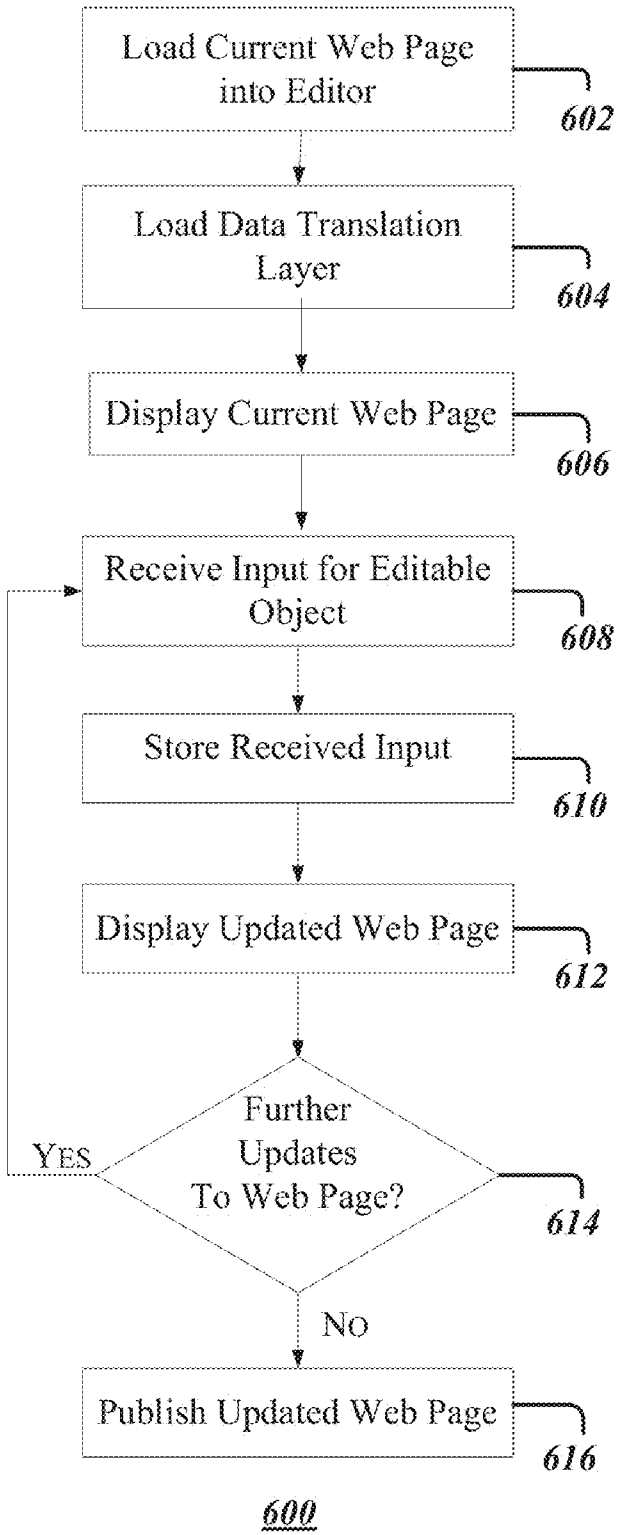 Load Current Web Page
into Editor
602
Load Data Translation
Layer
604
Display Current Web Page
606
Receive Input for Editable
Object
608
Store Received Input
610
Display Updated Web Page
612
Further
Updates
To Web Page?
YES
614
NO
Publish Updated Web Page
616
600